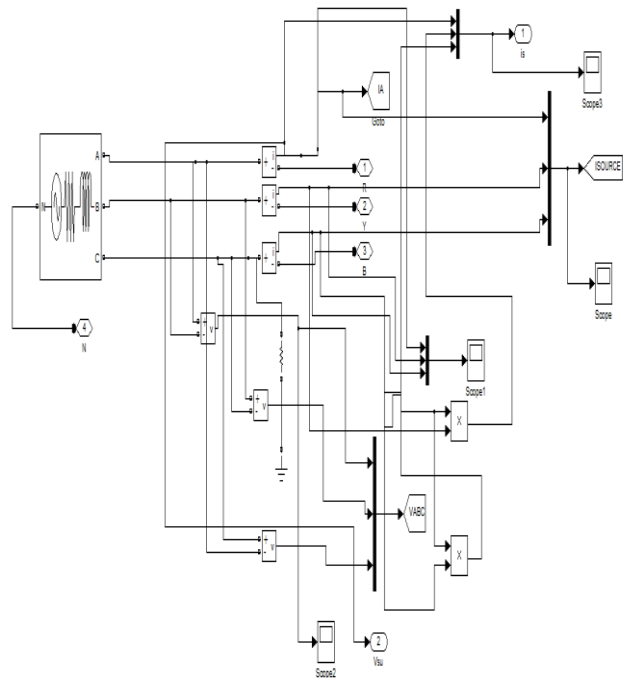 1
is
Scope3
IA
Goto
A
+
i
-
1
R
ISOURCE
N
B
+
i
-
2
Y
C
+
i
-
3
B
Scope
4
N
+
v
-
Scope1
+
v
-
X
VABC
+
v
-
X
2
Vsu
Scope2